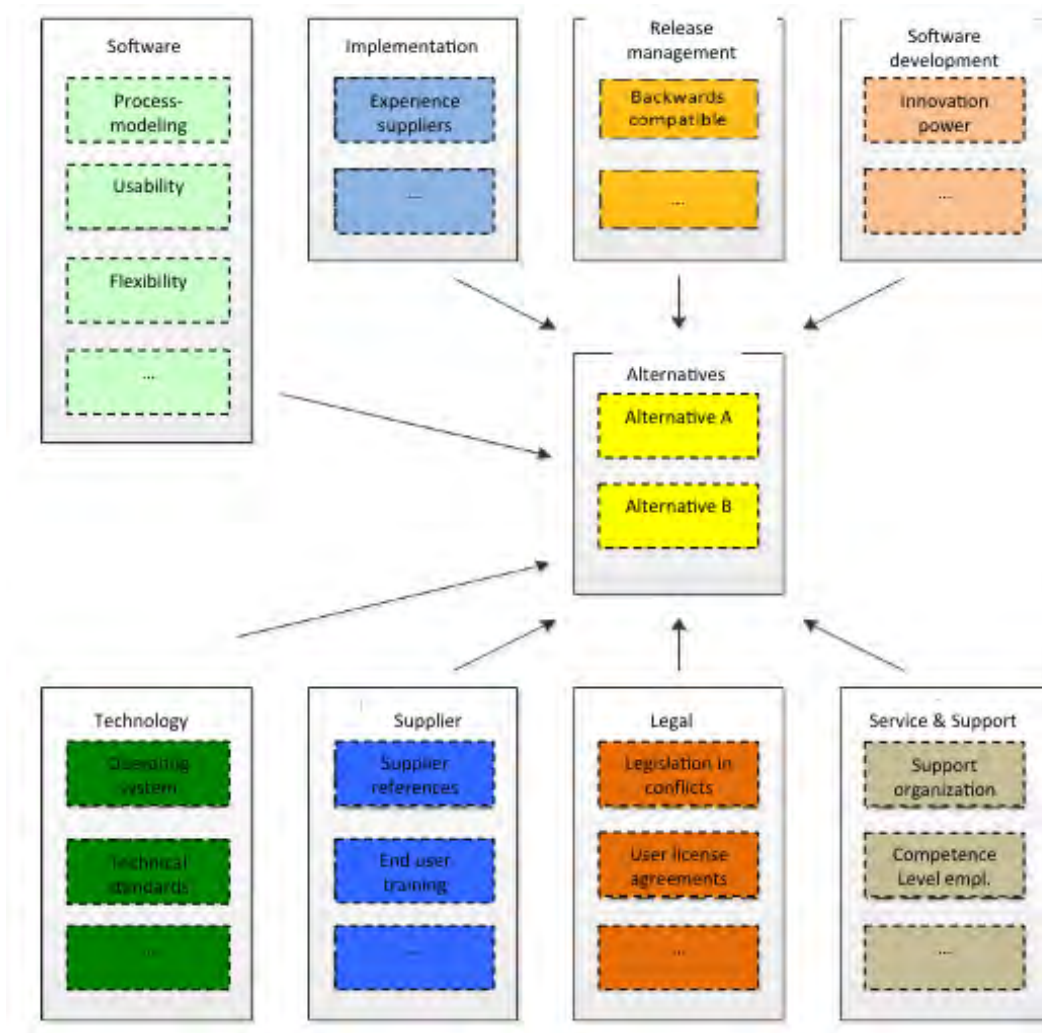 Software
Process-
modeling
Usability
Flexibility
...
Implementation
Experience
suppliers
...
Release
management
Backwards
compatible
...
Software
development
Innovation
power
...
Alternatives
Alternative A
Alternative B
Technology
Operating
system
Technical
standards
...
Supplier
Supplier
references
End user
training
...
Legal
Legislation in
conflicts
User license
agreements
...
Service & Support
Support
organization
Competence
Level empl.
...